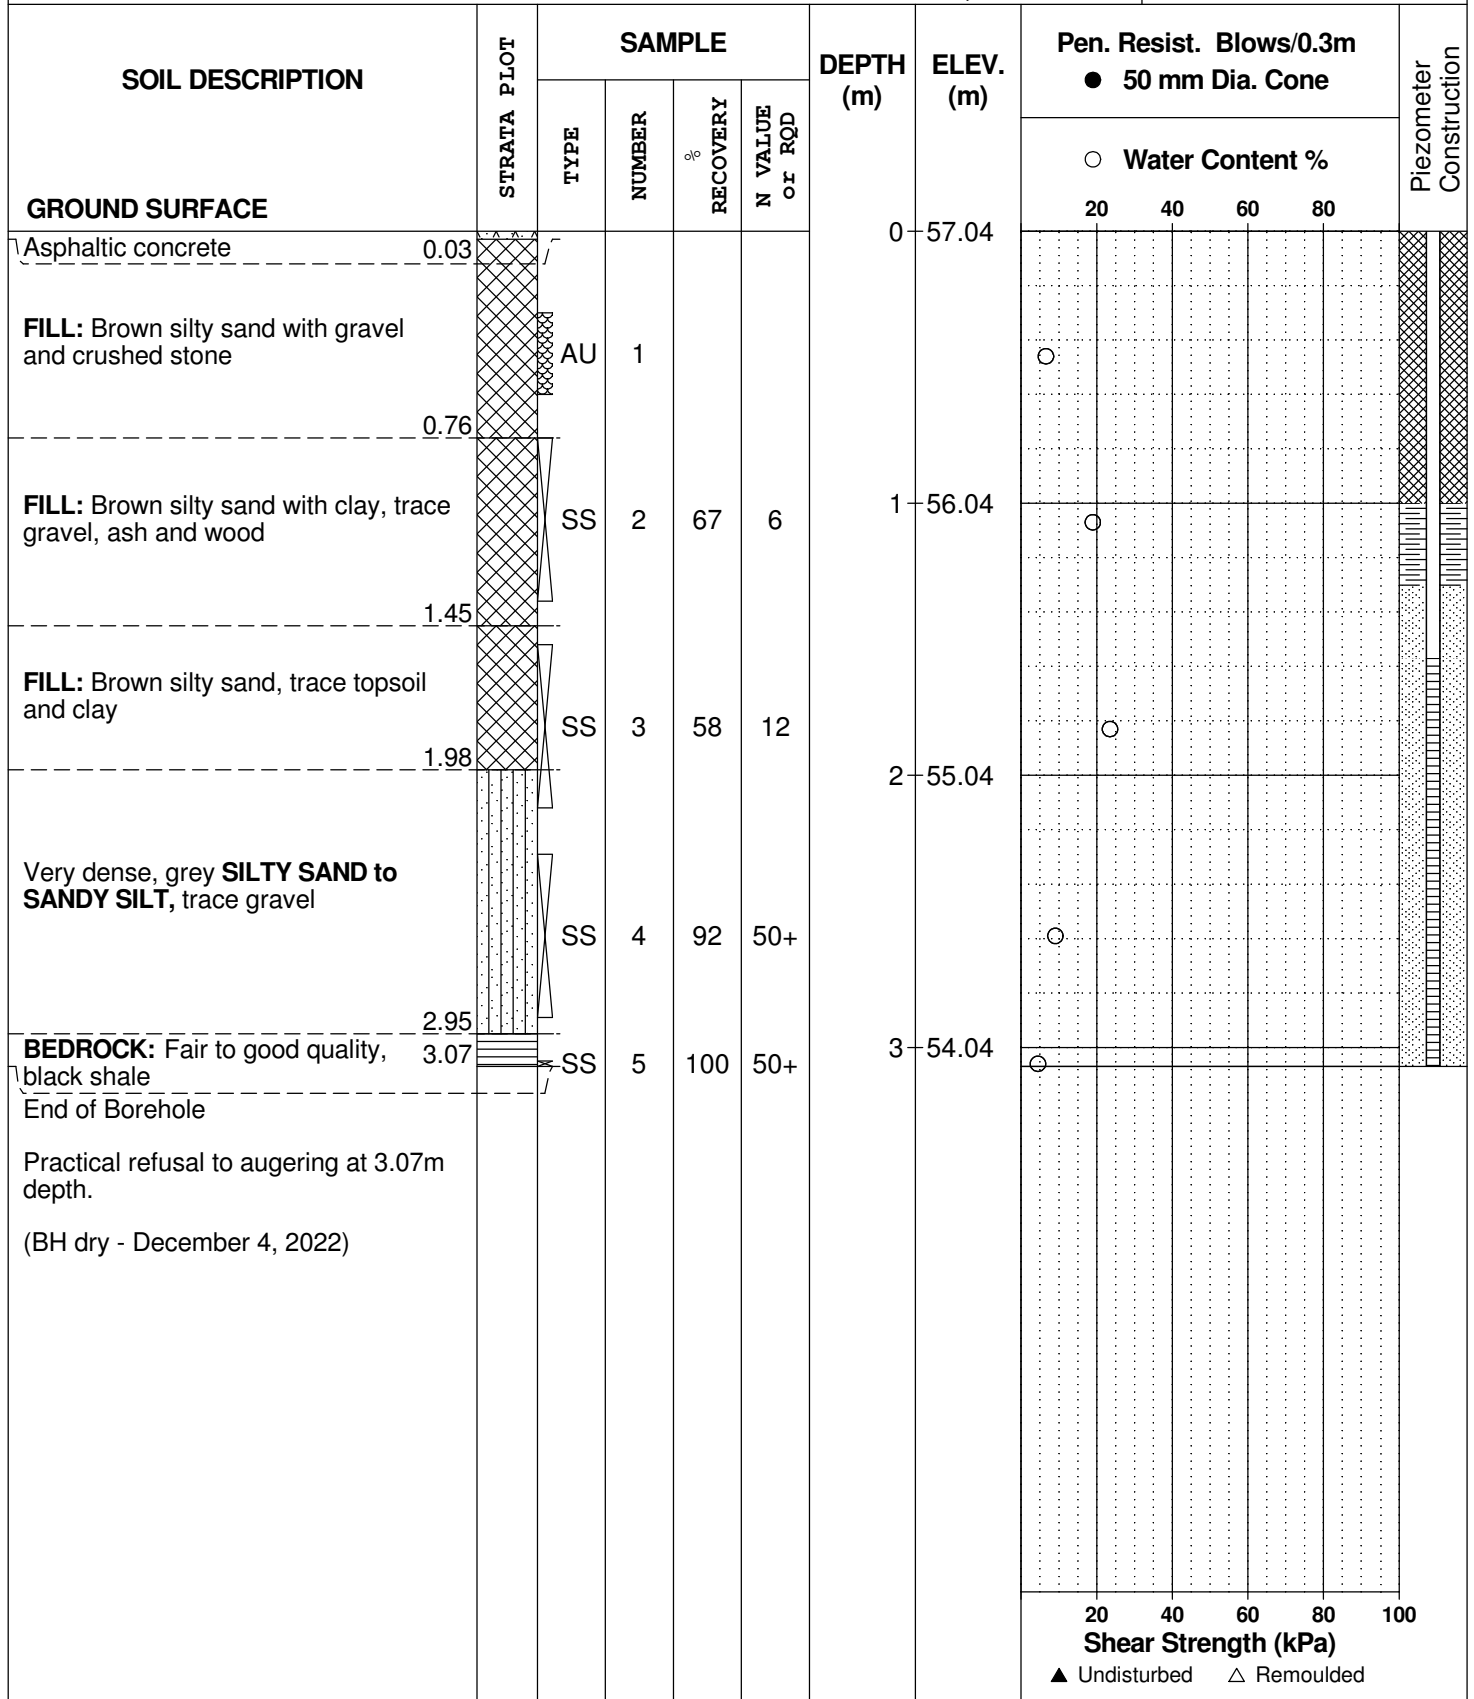 SOIL DESCRIPTION
GROUND SURFACE
STRATA PLOT
SAMPLE
TYPE
NUMBER
%
RECOVERY
N VALUE
or RQD
DEPTH
(m)
ELEV.
(m)
Pen. Resist. Blows/0.3m
● 50 mm Dia. Cone
○ Water Content %
20 40 60 80
Piezometer
Construction
0 57.04
Asphaltic concrete 0.03
FILL: Brown silty sand with gravel
and crushed stone
AU 1
0.76
FILL: Brown silty sand with clay, trace
gravel, ash and wood
SS 2 67 6
1 56.04
1.45
FILL: Brown silty sand, trace topsoil
and clay
SS 3 58 12
1.98
2 55.04
Very dense, grey SILTY SAND to
SANDY SILT, trace gravel
SS 4 92 50+
2.95
BEDROCK: Fair to good quality, 3.07
black shale
SS 5 100 50+
3 54.04
End of Borehole
Practical refusal to augering at 3.07m
depth.
(BH dry - December 4, 2022)
20 40 60 80 100
Shear Strength (kPa)
▲ Undisturbed △ Remoulded